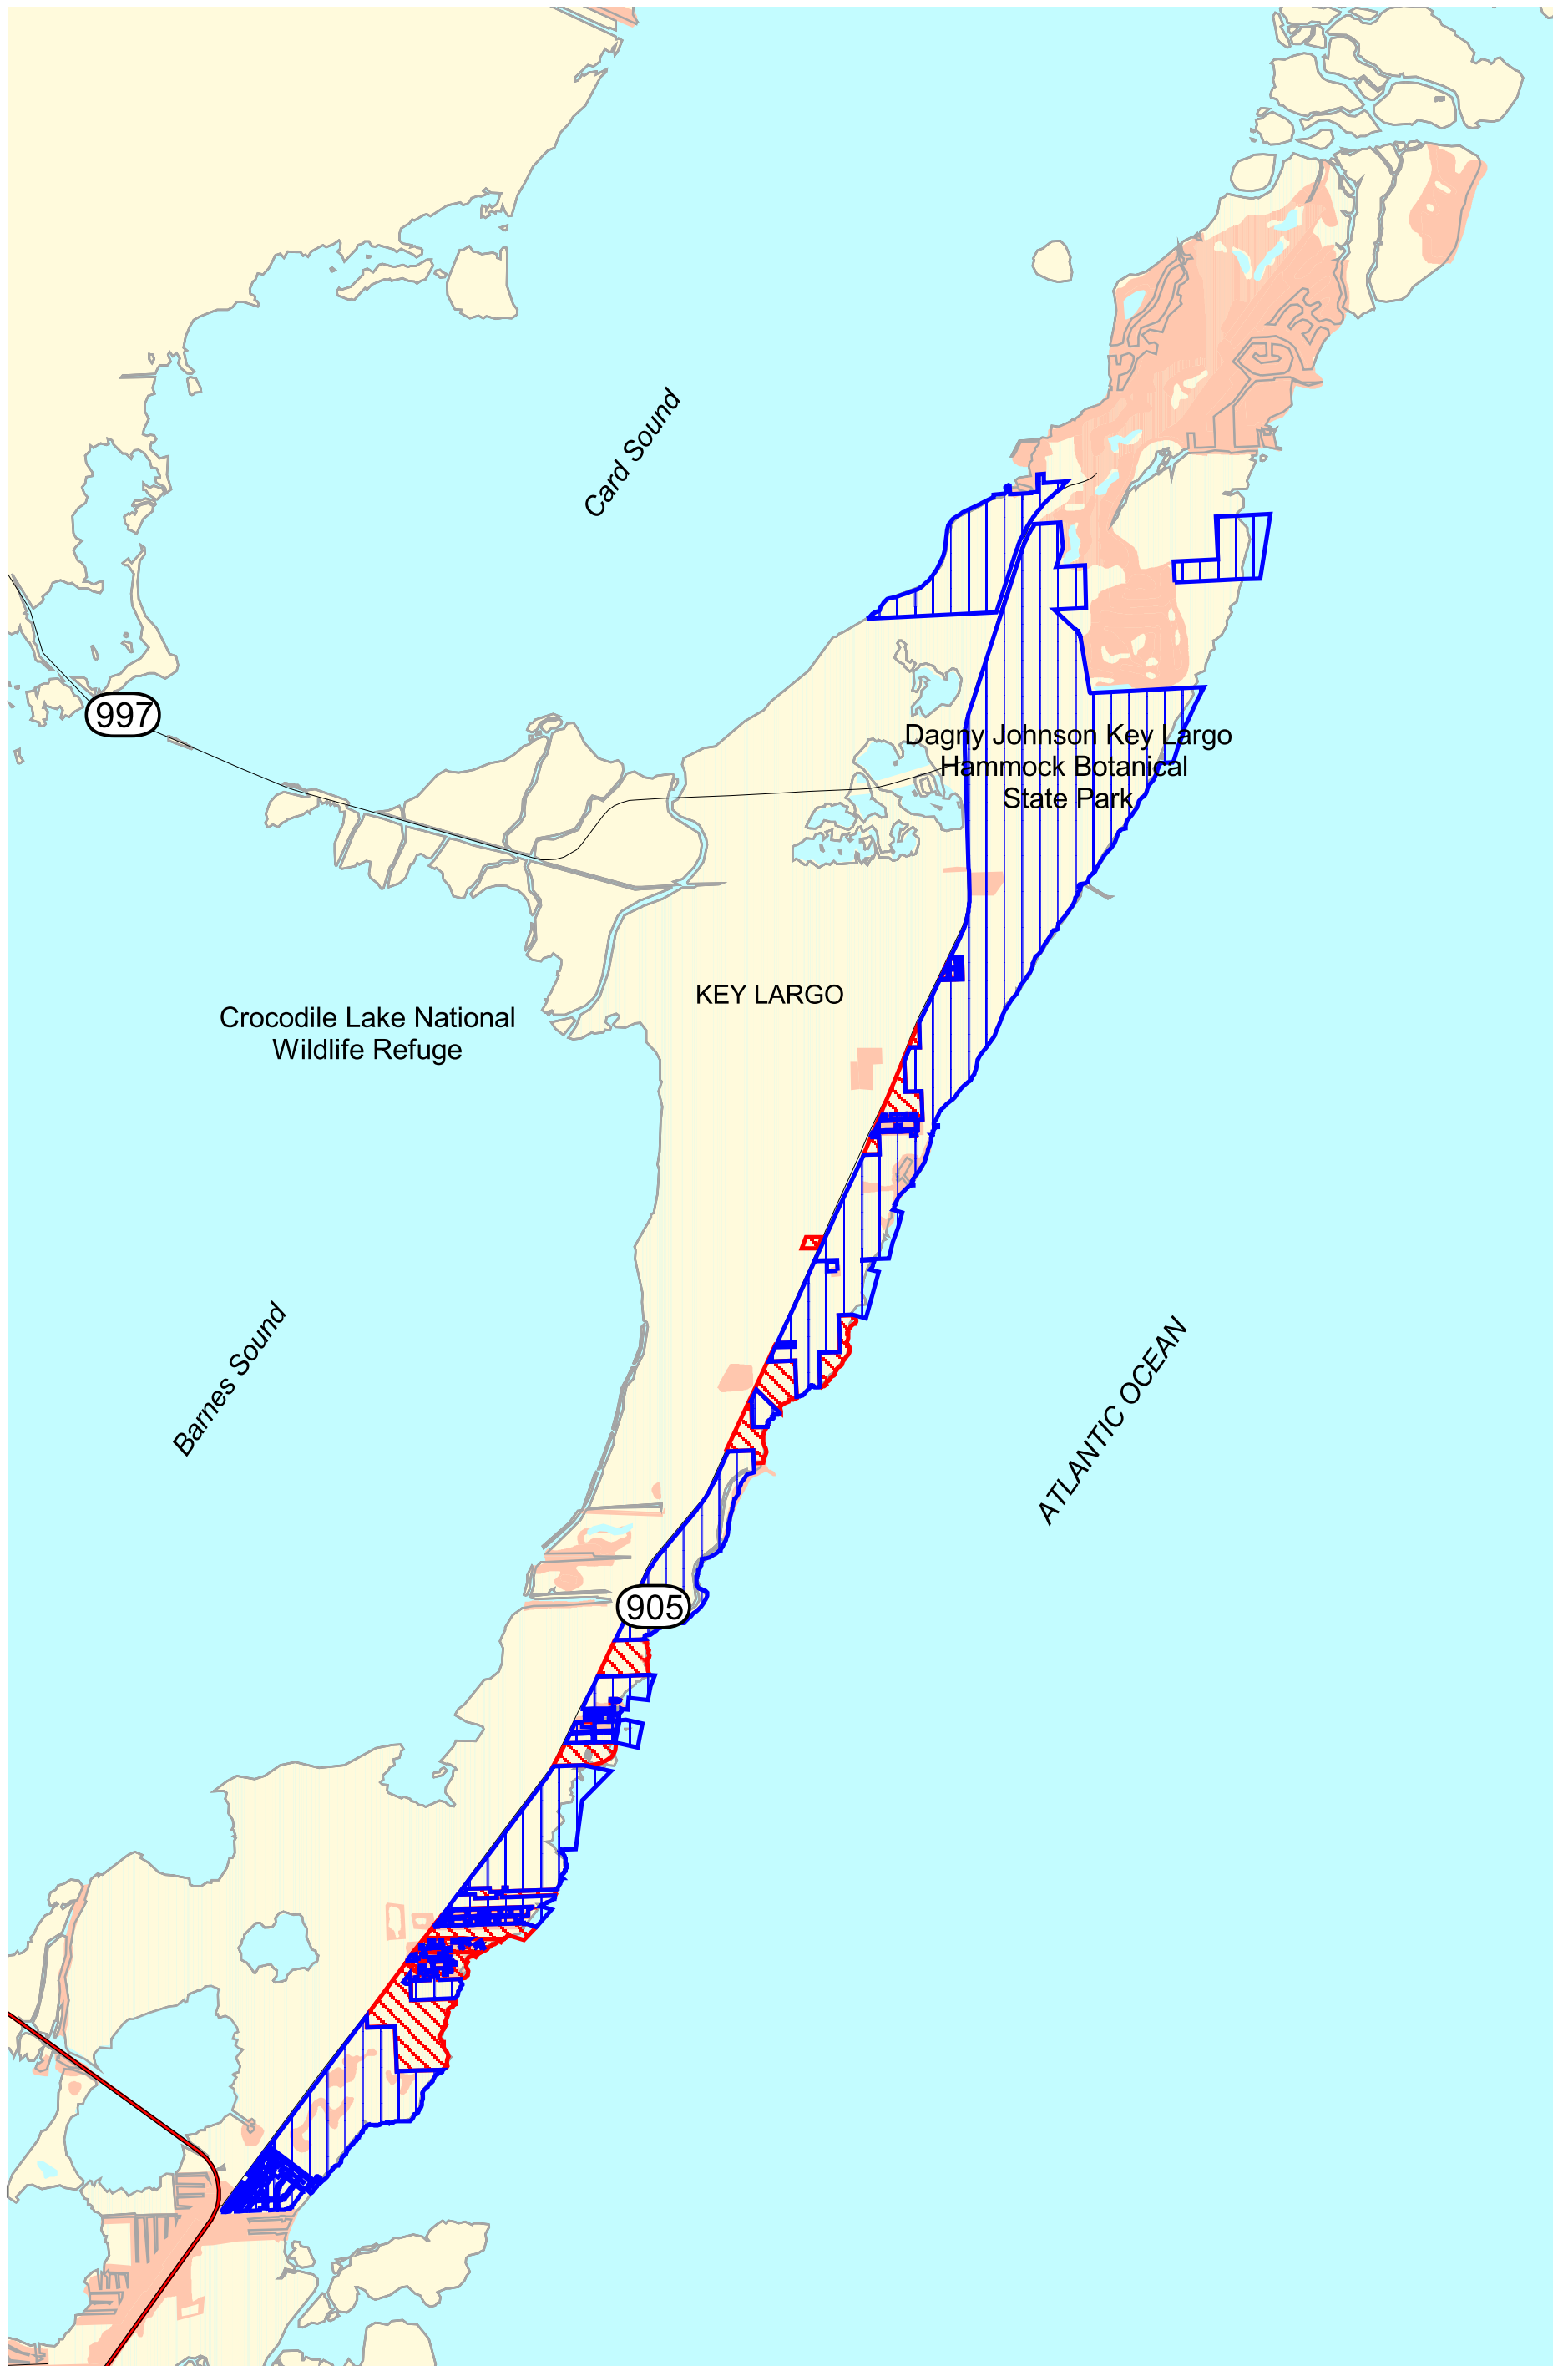 Card Sound
997
Dagny Johnson Key Largo
Hammock Botanical
State Park
KEY LARGO
Crocodile Lake National
Wildlife Refuge
Barnes Sound
ATLANTIC OCEAN
905